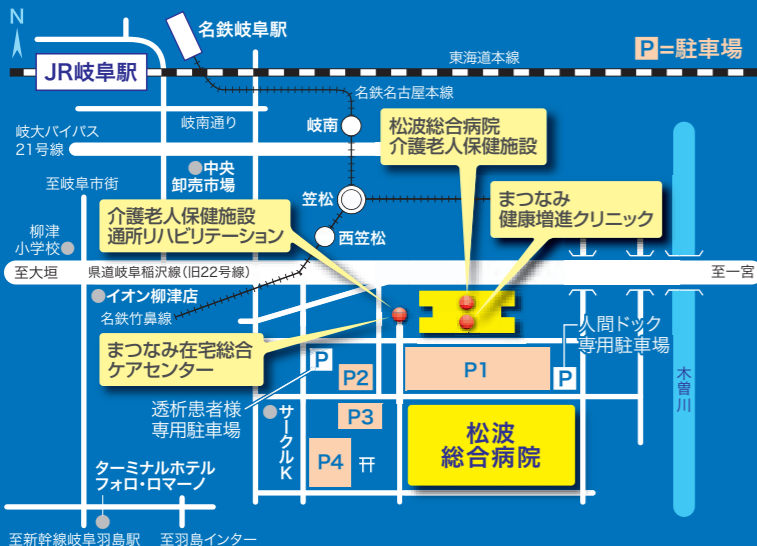 N
名鉄岐阜駅
JR岐阜駅
東海道本線
P=駐車場
名鉄名古屋本線
岐南通り
岐南
岐大バイパス
21号線
松波総合病院
介護老人保健施設
中央
卸売市場
至岐阜市街
笠松
まつなみ
健康増進クリニック
介護老人保健施設
通所リハビリテーション
柳津
小学校
西笠松
至大垣
県道岐阜稲沢線(旧22号線)
至一宮
イオン柳津店
名鉄竹鼻線
人間ドック
専用駐車場
まつなみ在宅総合
ケアセンター
P
P2
P1
P
木曽川
透析患者様
専用駐車場
サークルK
P3
松波
総合病院
P4
ターミナルホテル
フォロ・ロマーノ
至新幹線岐阜羽島駅
至羽島インター